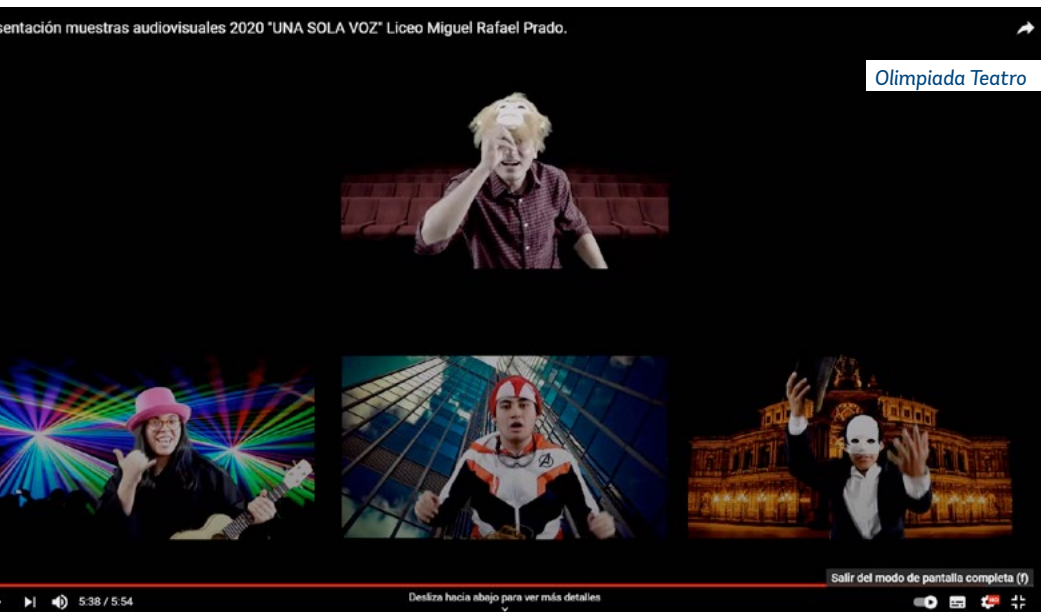 sentación muestras audiovisuales 2020 "UNA SOLA VOZ" Liceo Miguel Rafael Prado.
Olimpiada Teatro
Salir del modo de pantalla completa (f)
5:38 / 5:54
Desliza hacia abajo para ver más detalles